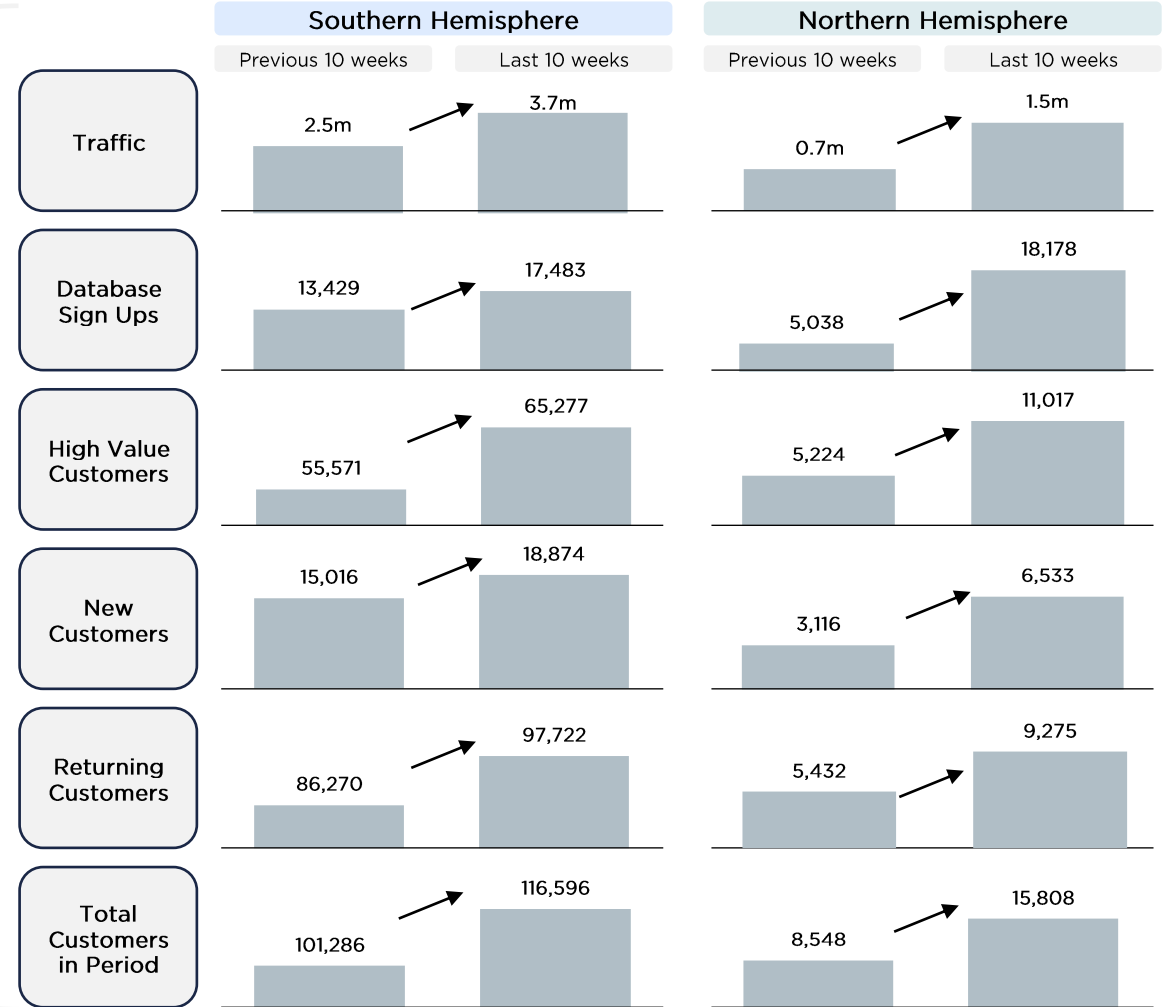 Southern Hemisphere
Northern Hemisphere
Previous 10 weeks
Last 10 weeks
Previous 10 weeks
Last 10 weeks
Traffic
2.5m
3.7m
0.7m
1.5m
Database
Sign Ups
13,429
17,483
5,038
18,178
High Value
Customers
55,571
65,277
5,224
11,017
New
Customers
15,016
18,874
3,116
6,533
Returning
Customers
86,270
97,722
5,432
9,275
Total
Customers
in Period
101,286
116,596
8,548
15,808